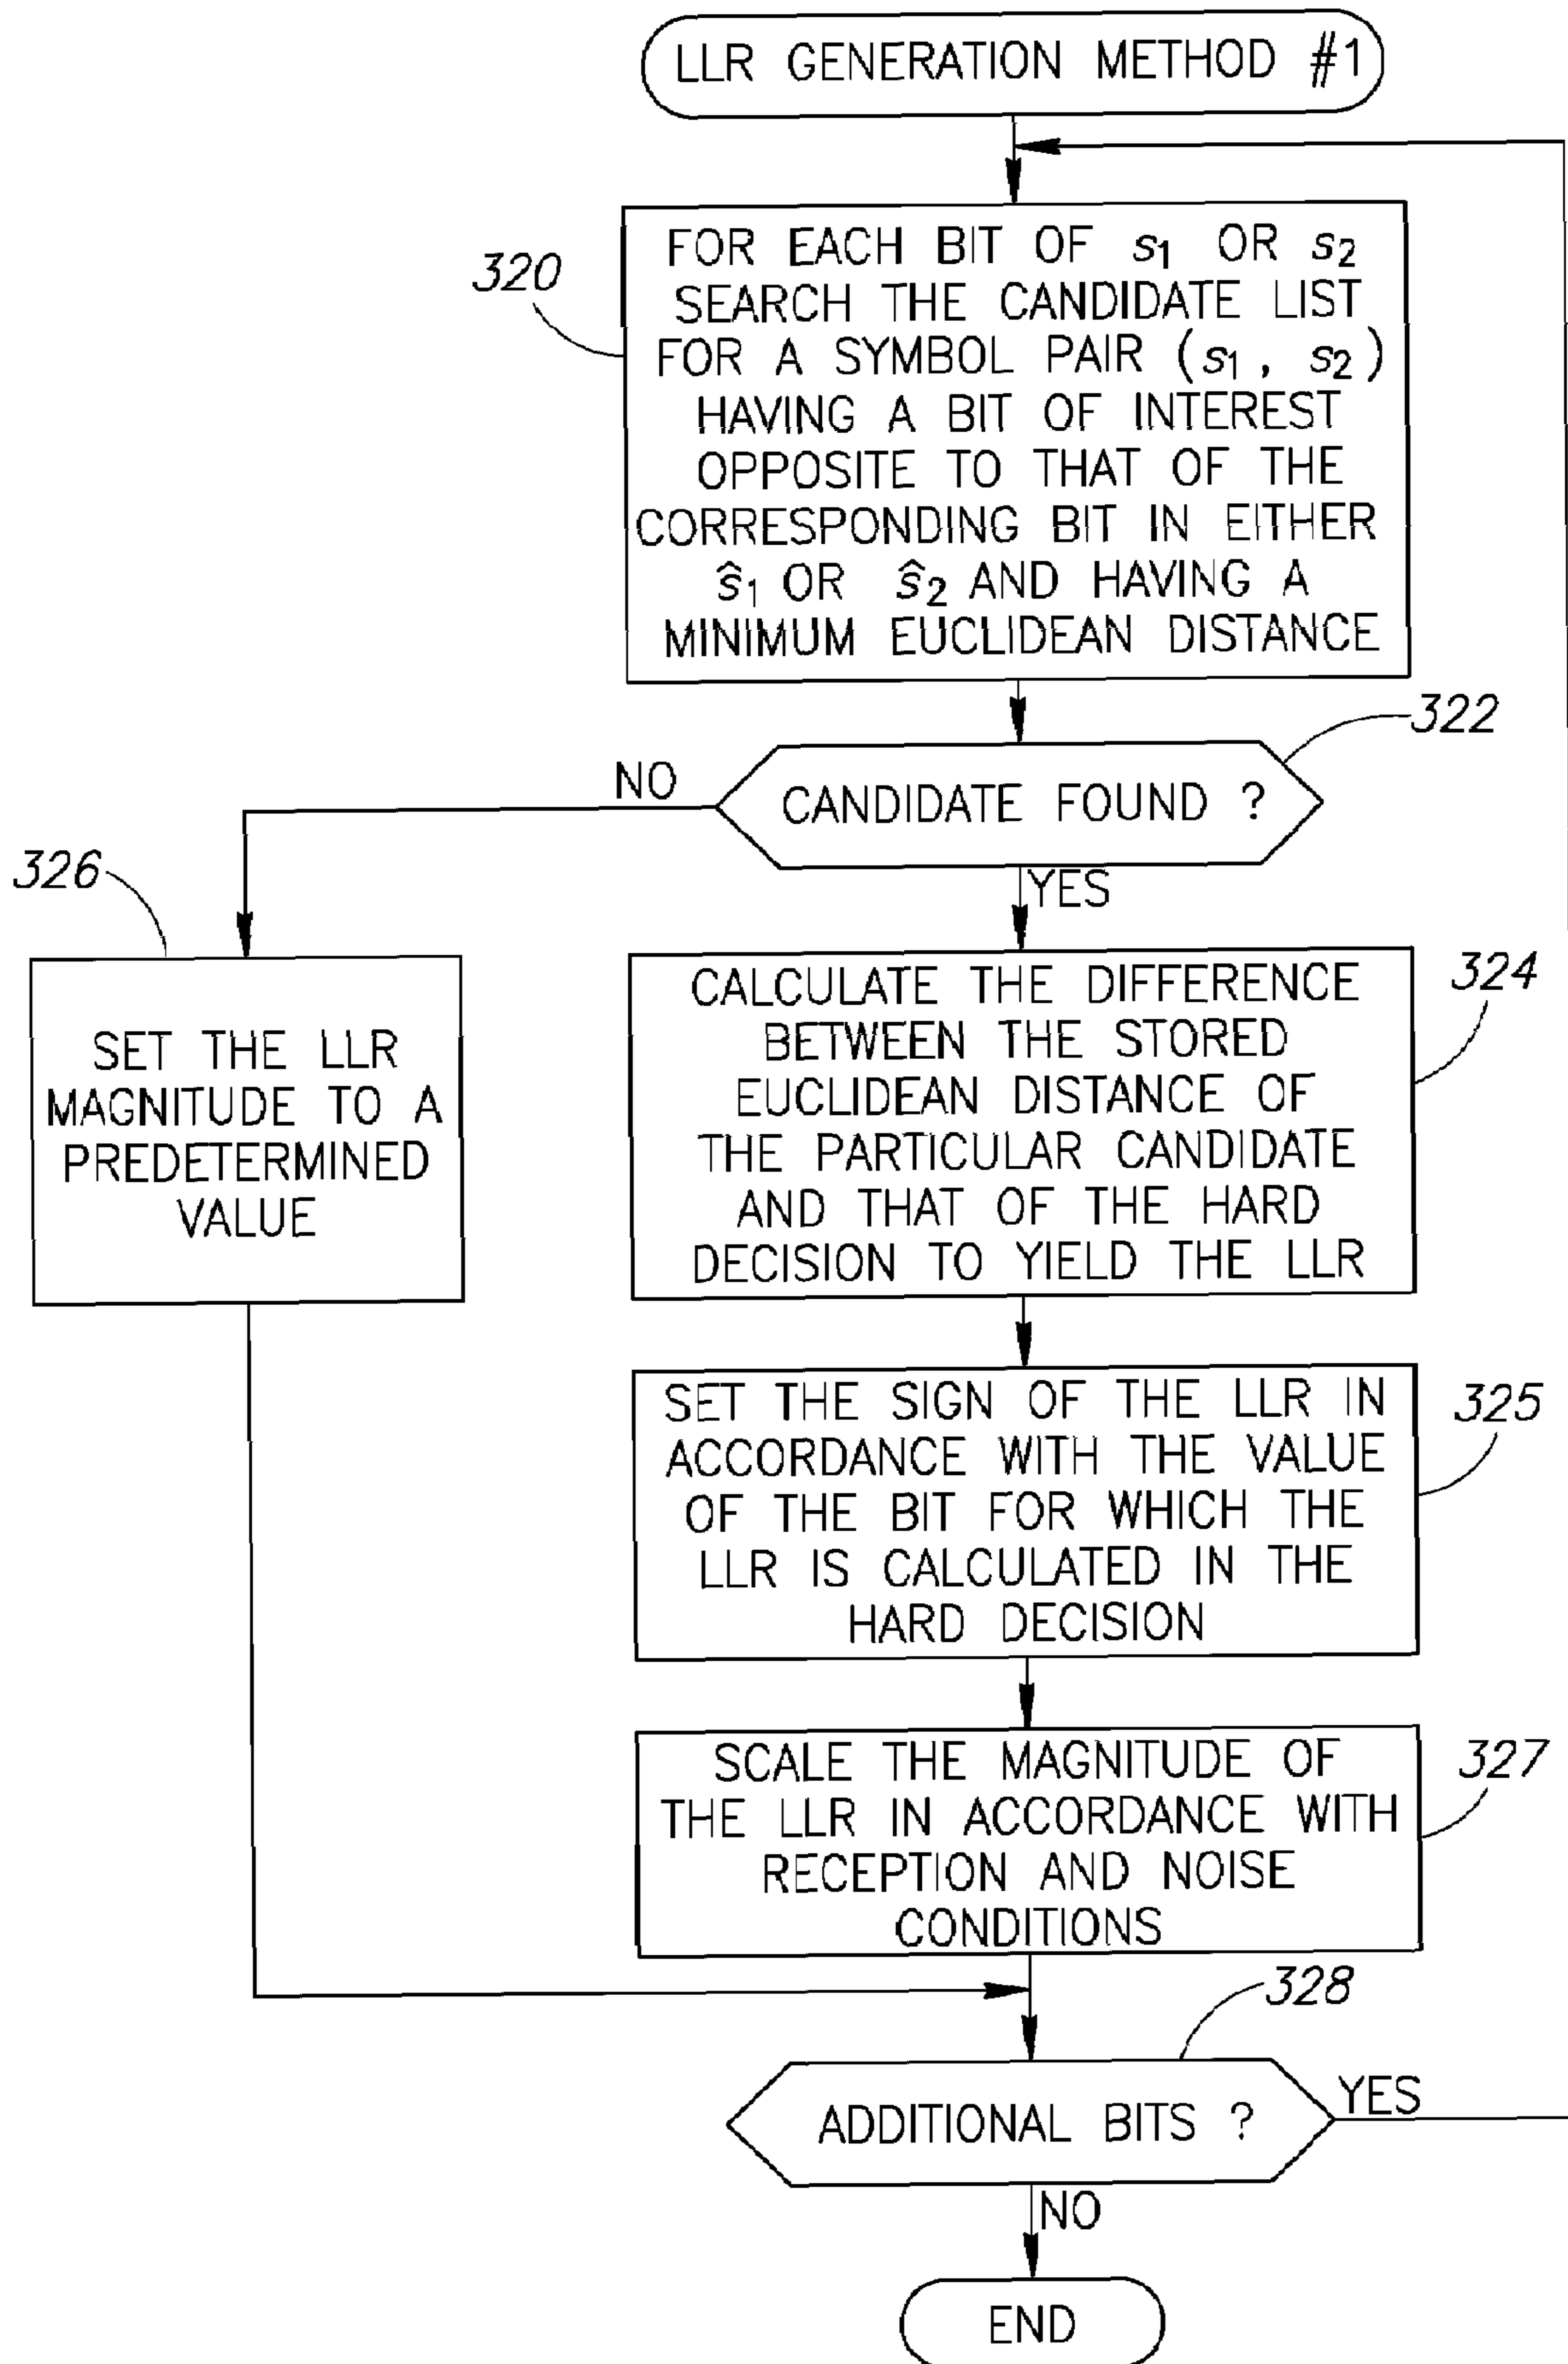 LLR GENERATION METHOD #1
320
FOR EACH BIT OF s1 OR s2
SEARCH THE CANDIDATE LIST
FOR A SYMBOL PAIR (s1, s2)
HAVING A BIT OF INTEREST
OPPOSITE TO THAT OF THE
CORRESPONDING BIT IN EITHER
ŝ1 OR ŝ2 AND HAVING A
MINIMUM EUCLIDEAN DISTANCE
322
NO
CANDIDATE FOUND ?
YES
326
SET THE LLR
MAGNITUDE TO A
PREDETERMINED
VALUE
324
CALCULATE THE DIFFERENCE
BETWEEN THE STORED
EUCLIDEAN DISTANCE OF
THE PARTICULAR CANDIDATE
AND THAT OF THE HARD
DECISION TO YIELD THE LLR
325
SET THE SIGN OF THE LLR IN
ACCORDANCE WITH THE VALUE
OF THE BIT FOR WHICH THE
LLR IS CALCULATED IN THE
HARD DECISION
327
SCALE THE MAGNITUDE OF
THE LLR IN ACCORDANCE WITH
RECEPTION AND NOISE
CONDITIONS
328
ADDITIONAL BITS ?
YES
NO
END